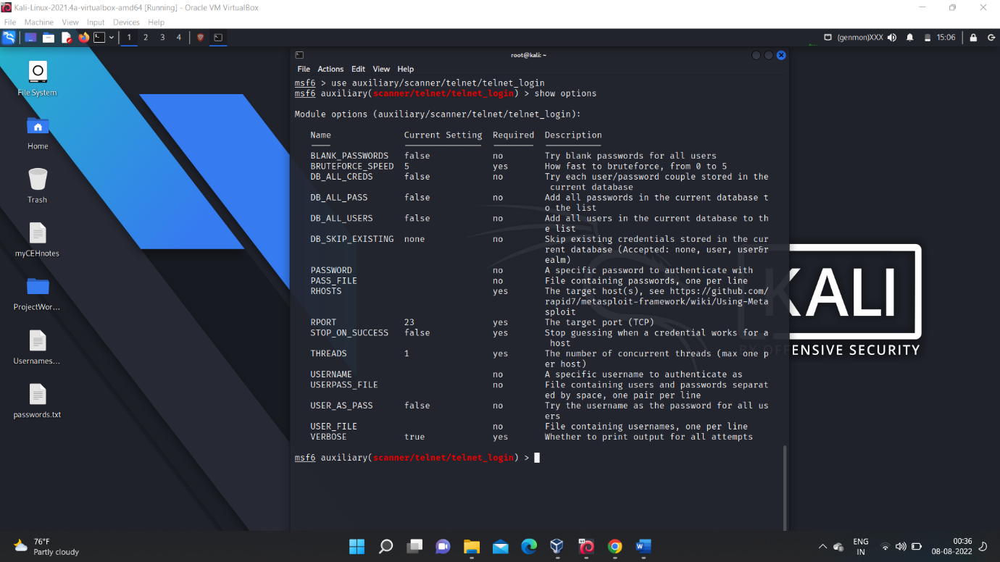 Kali-Linux-2021.4a-virtualbox-amd64 [Running] - Oracle VM VirtualBox
File Machine View Input Devices Help
1 2 3 4 (genmon)XXX 15:06
root@kali: ~
File Actions Edit View Help
File System
Home
Trash
myCEHnotes
ProjectWor...
Usernames...
passwords.txt
msf6 > use auxiliary/scanner/telnet/telnet_login
msf6 auxiliary(scanner/telnet/telnet_login) > show options
Module options (auxiliary/scanner/telnet/telnet_login):
Name Current Setting Required Description
BLANK_PASSWORDS false no Try blank passwords for all users
BRUTEFORCE_SPEED 5 yes How fast to bruteforce, from 0 to 5
DB_ALL_CREDS false no Try each user/password couple stored in the
current database
DB_ALL_PASS false no Add all passwords in the current database t
o the list
DB_ALL_USERS false no Add all users in the current database to th
e list
DB_SKIP_EXISTING none no Skip existing credentials stored in the cur
rent database (Accepted: none, user, user&r
ealm)
PASSWORD no A specific password to authenticate with
PASS_FILE no File containing passwords, one per line
RHOSTS yes The target host(s), see https://github.com/
rapid7/metasploit-framework/wiki/Using-Meta
sploit
RPORT 23 yes The target port (TCP)
STOP_ON_SUCCESS false yes Stop guessing when a credential works for a
host
THREADS 1 yes The number of concurrent threads (max one p
er host)
USERNAME no A specific username to authenticate as
USERPASS_FILE no File containing users and passwords separat
ed by space, one pair per line
USER_AS_PASS false no Try the username as the password for all us
ers
USER_FILE no File containing usernames, one per line
VERBOSE true yes Whether to print output for all attempts
msf6 auxiliary(scanner/telnet/telnet_login) >
KALI
BY OFFENSIVE SECURITY
76°F
Partly cloudy
ENG
IN
00:36
08-08-2022